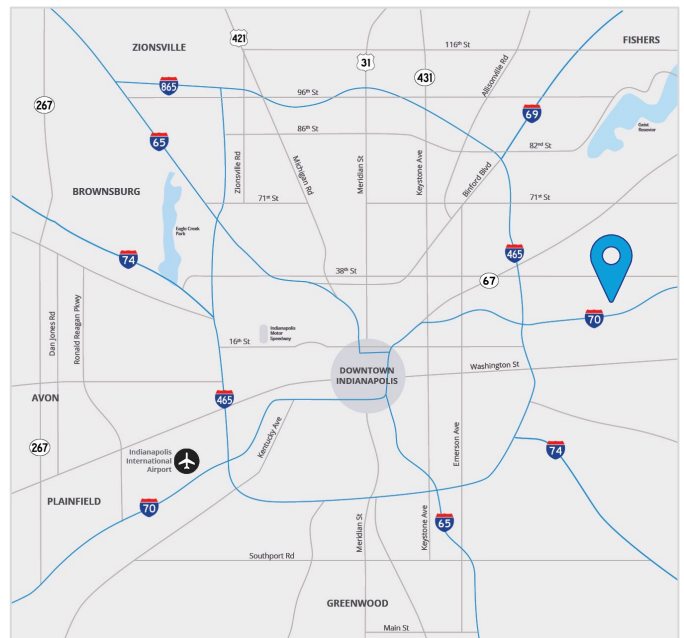 ZIONSVILLE
421
31
116th St
FISHERS
431
Allisonville Rd
267
865
96th St
69
65
86th St
82nd St
Geist
Reservoir
Zionsville Rd
Michigan Rd
Meridian St
Keystone Ave
Binford Blvd
BROWNSBURG
71st St
71st St
Eagle Creek
Park
74
465
38th St
67
70
Dan Jones Rd
Ronald Reagan Pkwy
Indianapolis
Motor
Speedway
16th St
DOWNTOWN
INDIANAPOLIS
Washington St
AVON
465
267
Kentucky Ave
Emerson Ave
Indianapolis
International
Airport
74
PLAINFIELD
70
Meridian St
Keystone Ave
65
Southport Rd
GREENWOOD
Main St